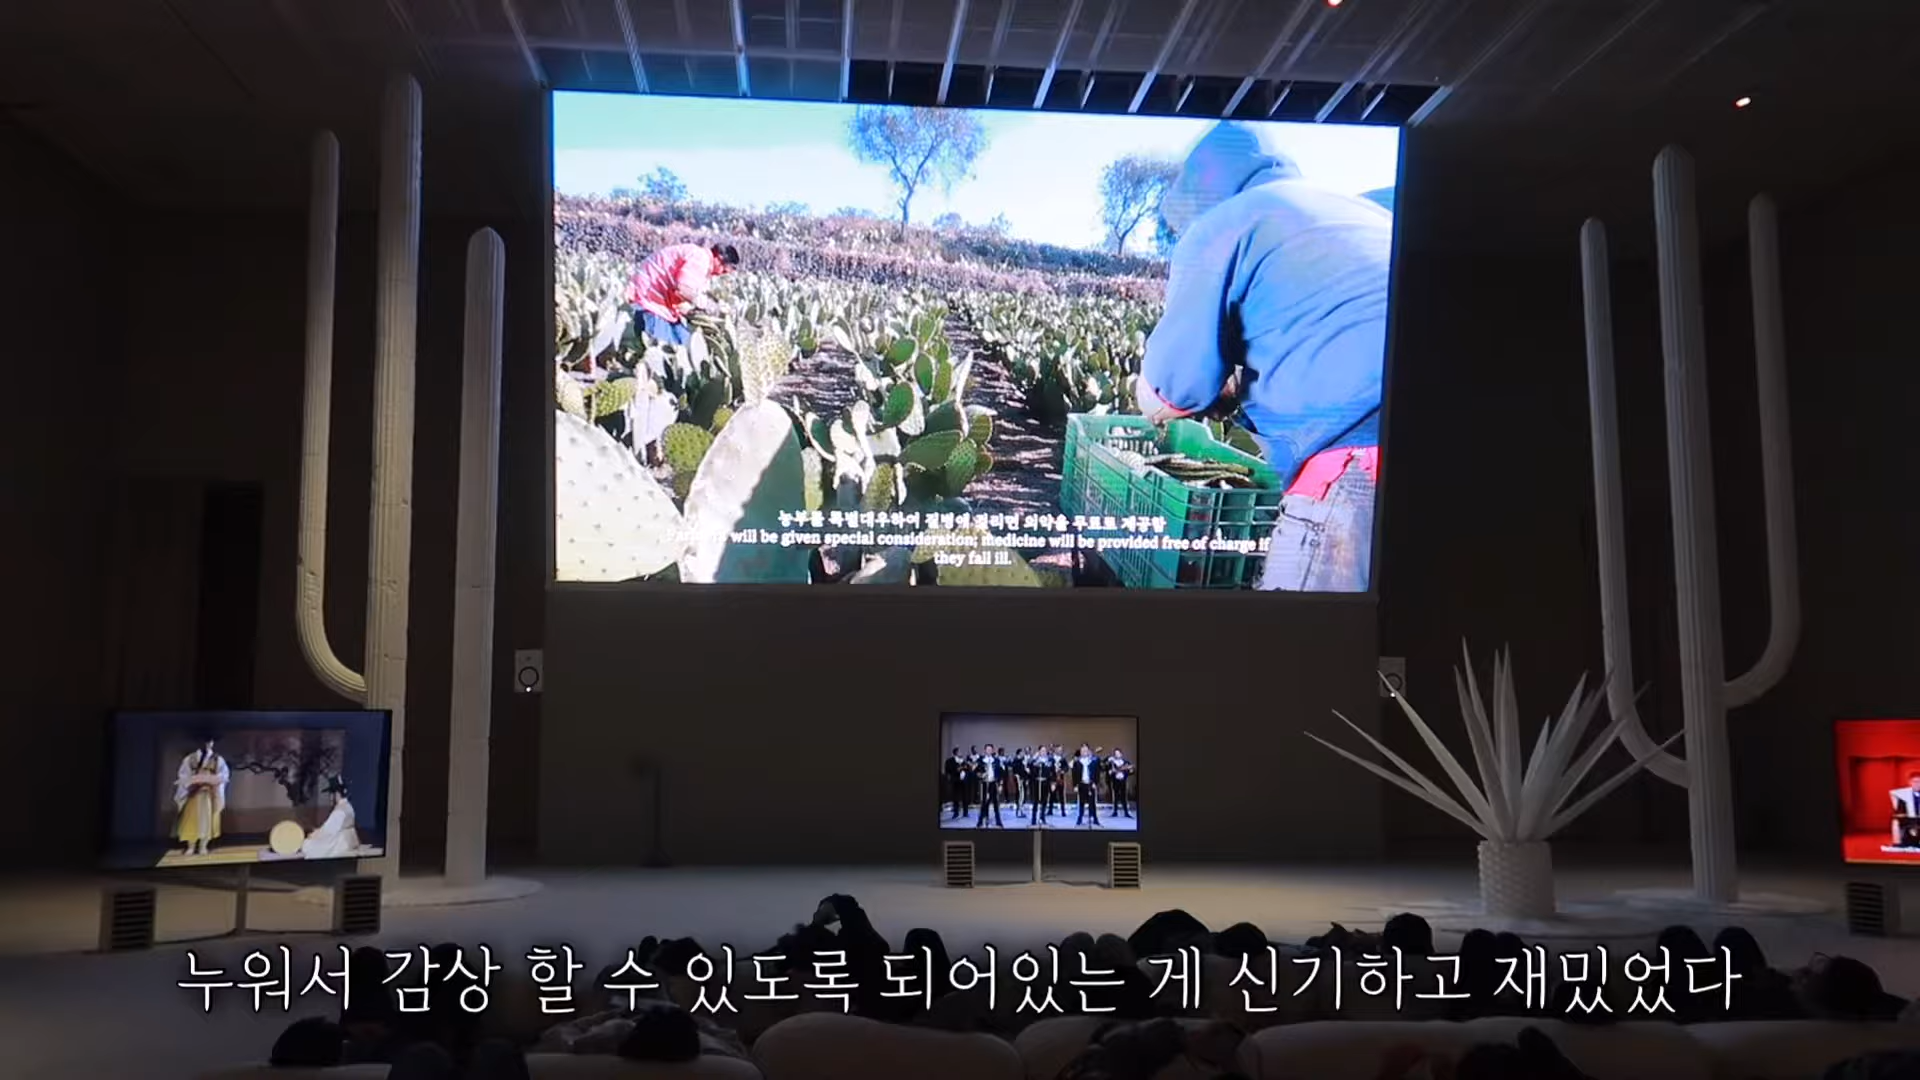 농부를 특별대우하여 질병에 걸리면 의약을 무료로 제공함
Farmers will be given special consideration; medicine will be provided free of charge if
they fall ill.
누워서 감상 할 수 있도록 되어있는 게 신기하고 재밌었다